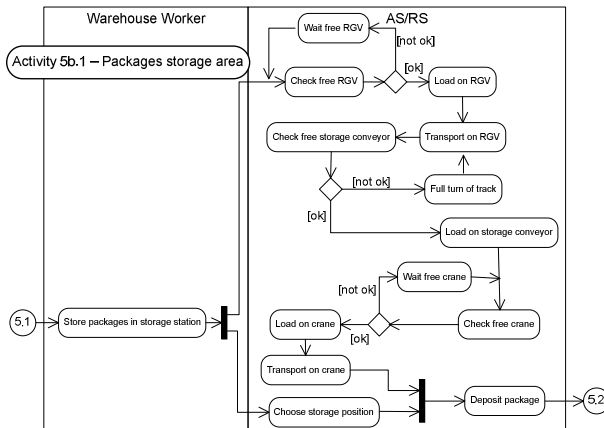 Warehouse Worker
AS/RS
Activity 5b.1 – Packages storage area
Wait free RGV
[not ok]
[ok]
Check free RGV
Load on RGV
Check free storage conveyor
Transport on RGV
[not ok]
Full turn of track
[ok]
Load on storage conveyor
Wait free crane
[not ok]
5.1
Store packages in storage station
Load on crane
[ok]
Check free crane
Transport on crane
Choose storage position
Deposit package
5.2